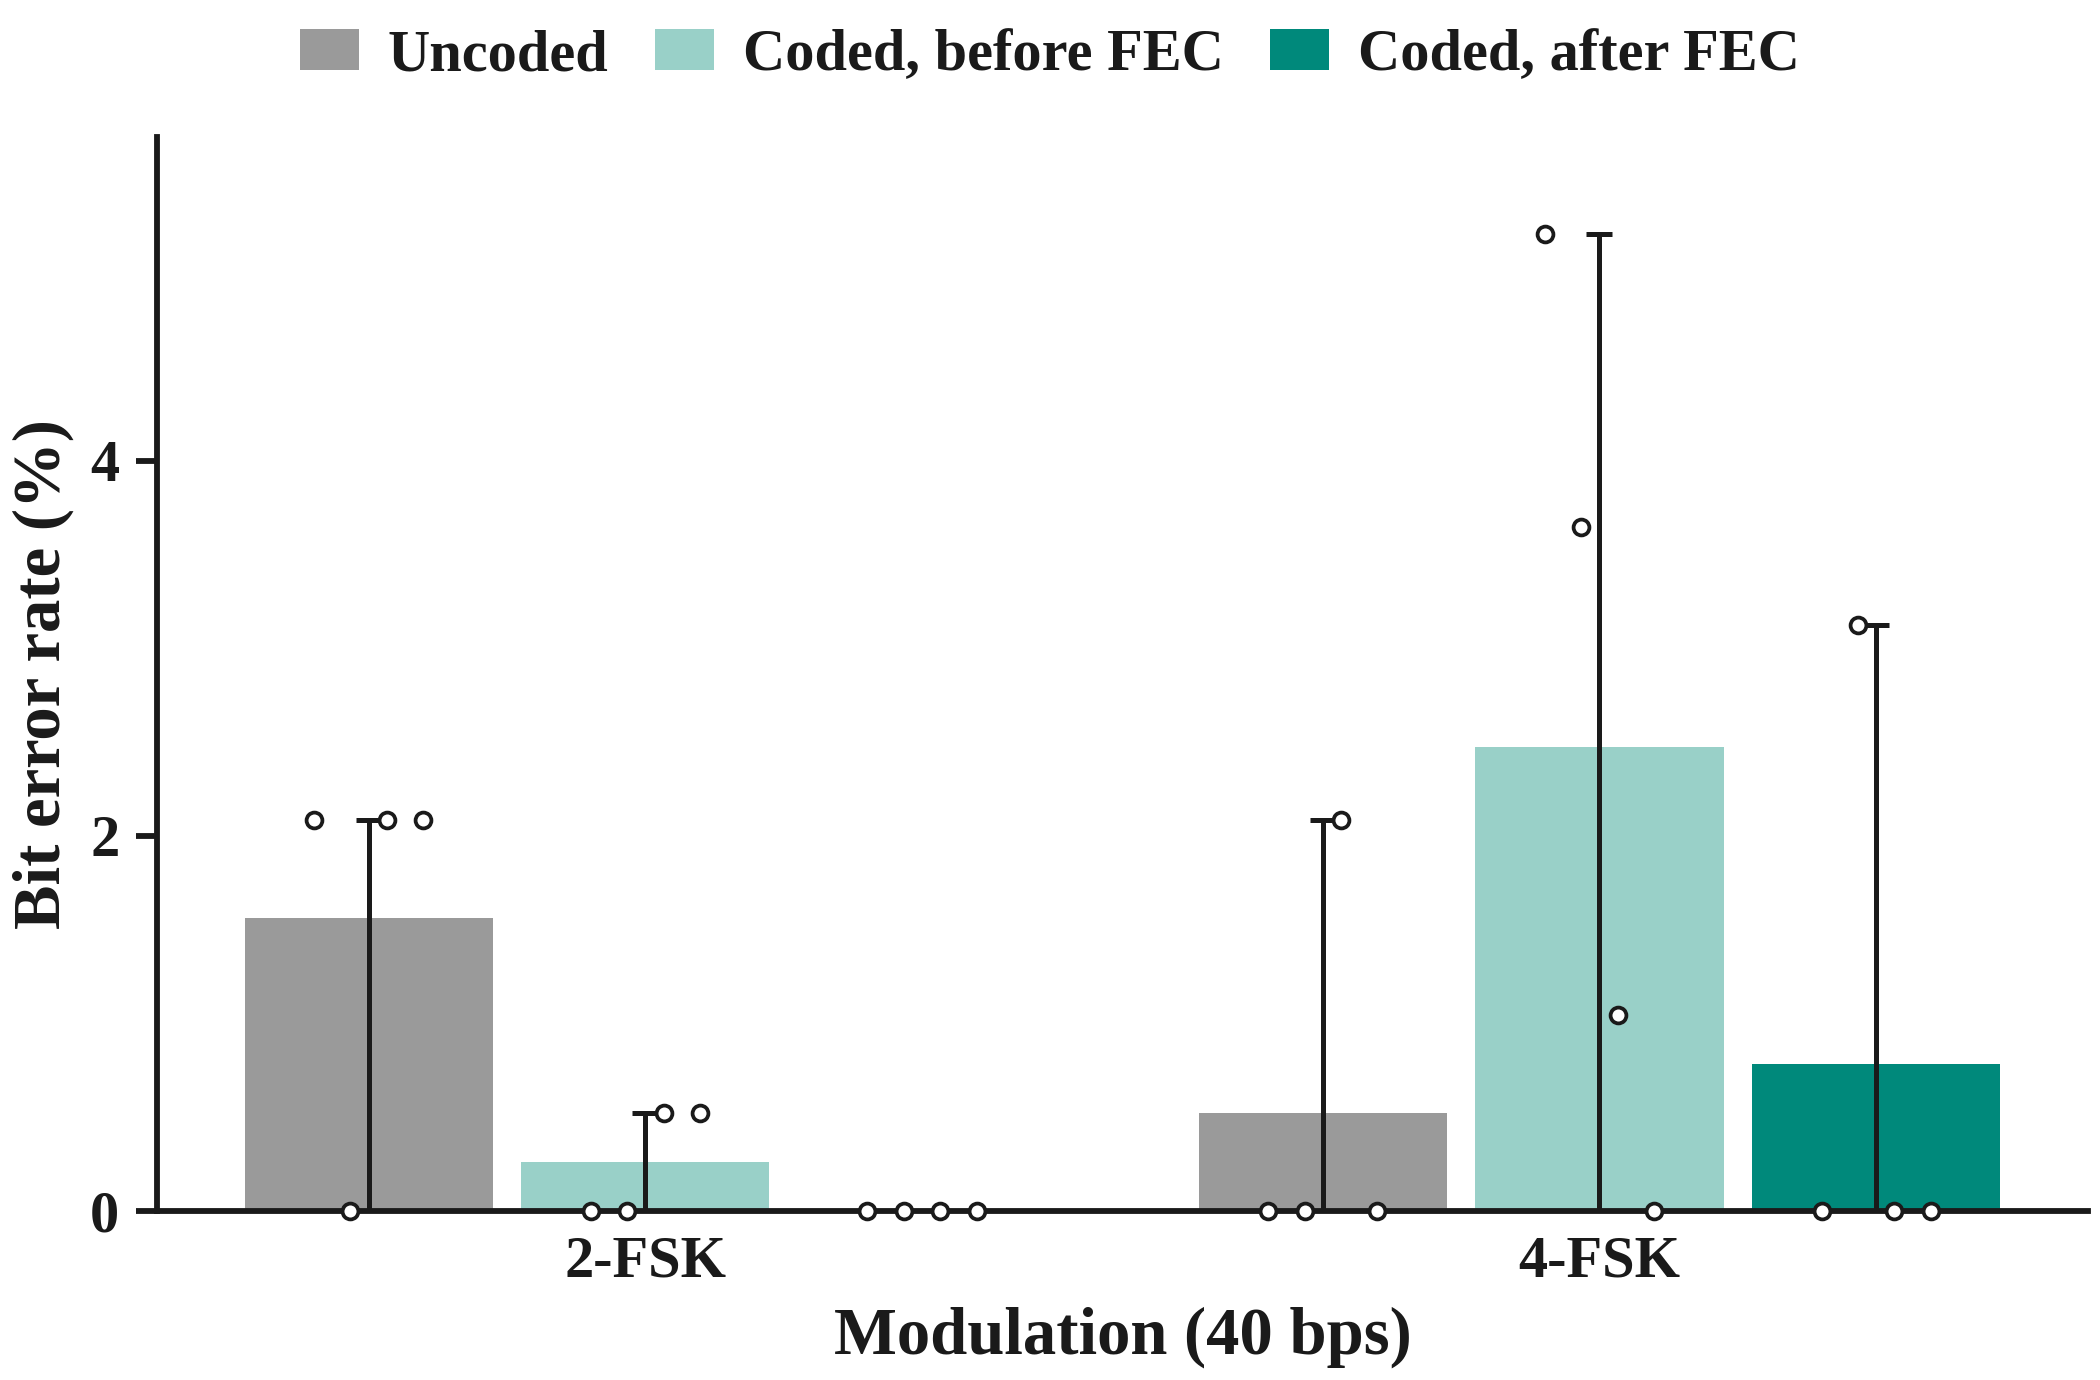 Uncoded
Coded, before FEC
Coded, after FEC
Bit error rate (%)
4
2
0
2-FSK
4-FSK
Modulation (40 bps)